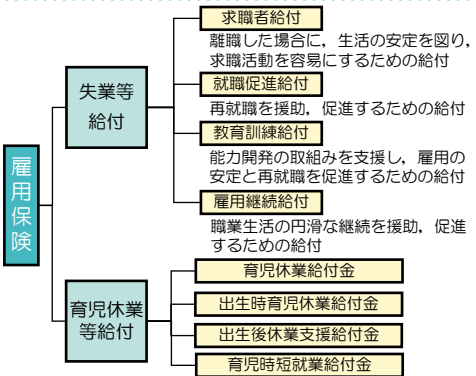 雇用保険
失業等
給付
求職者給付
離職した場合に，生活の安定を図り，
求職活動を容易にするための給付
就職促進給付
再就職を援助，促進するための給付
教育訓練給付
能力開発の取組みを支援し，雇用の
安定と再就職を促進するための給付
雇用継続給付
職業生活の円滑な継続を援助，促進
するための給付
育児休業
等給付
育児休業給付金
出生時育児休業給付金
出生後休業支援給付金
育児時短就業給付金